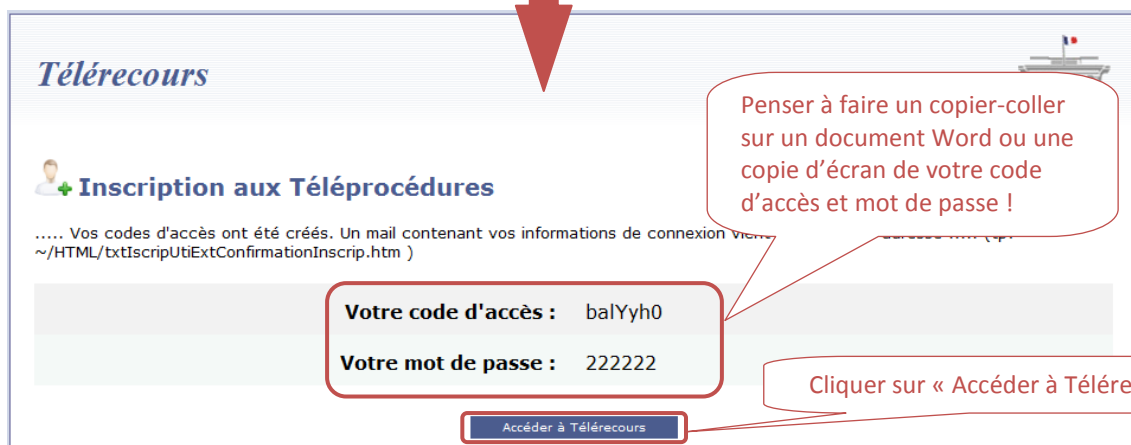 Télérecours
Penser à faire un copier-coller
sur un document Word ou une
copie d'écran de votre code
d'accès et mot de passe !
Inscription aux Téléprocédures
..... Vos codes d'accès ont été créés. Un mail contenant vos informations de connexion vient
~/HTML/txtIscripUtiExtConfirmationInscrip.htm )
Votre code d'accès : balYyh0
Votre mot de passe : 222222
Cliquer sur « Accéder à Télére
Accéder à Télérecours